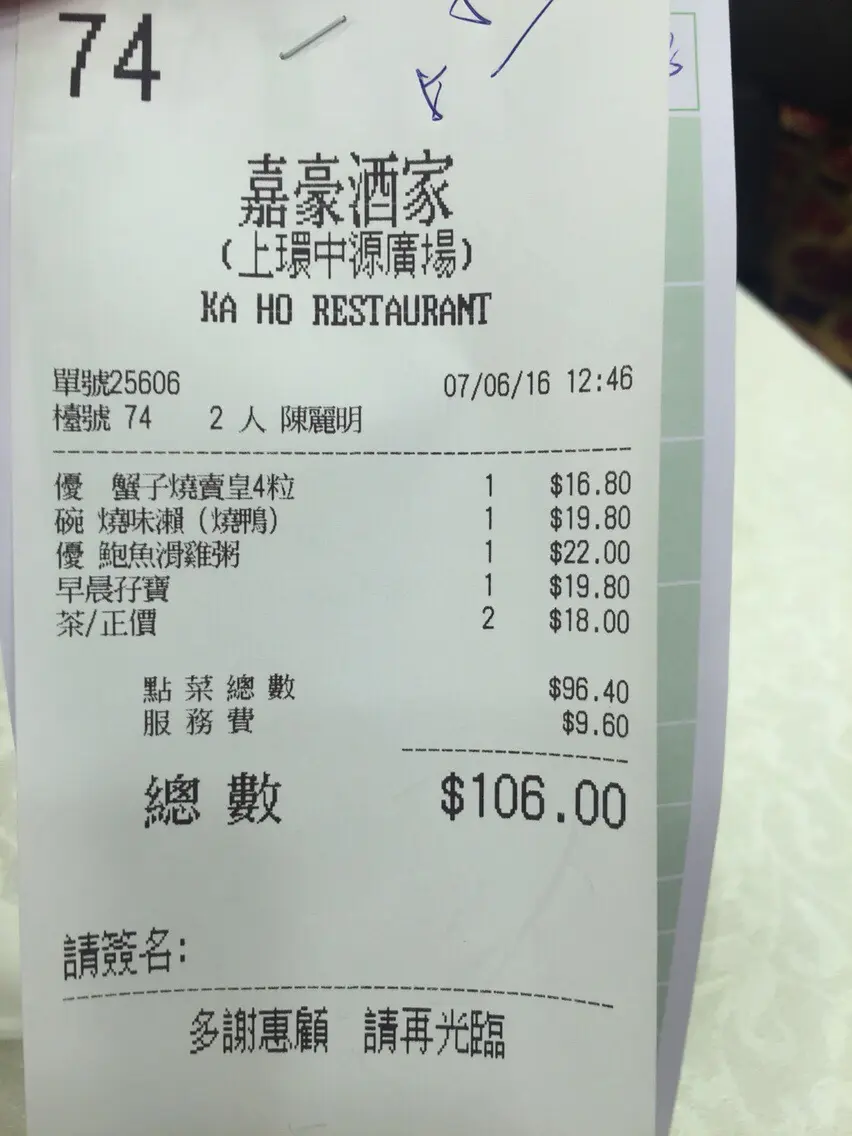 74
嘉豪酒家
(上環中源廣場)
KA HO RESTAURANT
單號25606 07/06/16 12:46
檯號 74 2 人 陳麗明
優 蟹子燒賣皇4粒 1 $16.80
碗 燒味瀨(燒鴨) 1 $19.80
優 鮑魚滑雞粥 1 $22.00
早晨孖寶 1 $19.80
茶/正價 2 $18.00
點菜總數 $96.40
服務費 $9.60
總數 $106.00
請簽名:
多謝惠顧 請再光臨